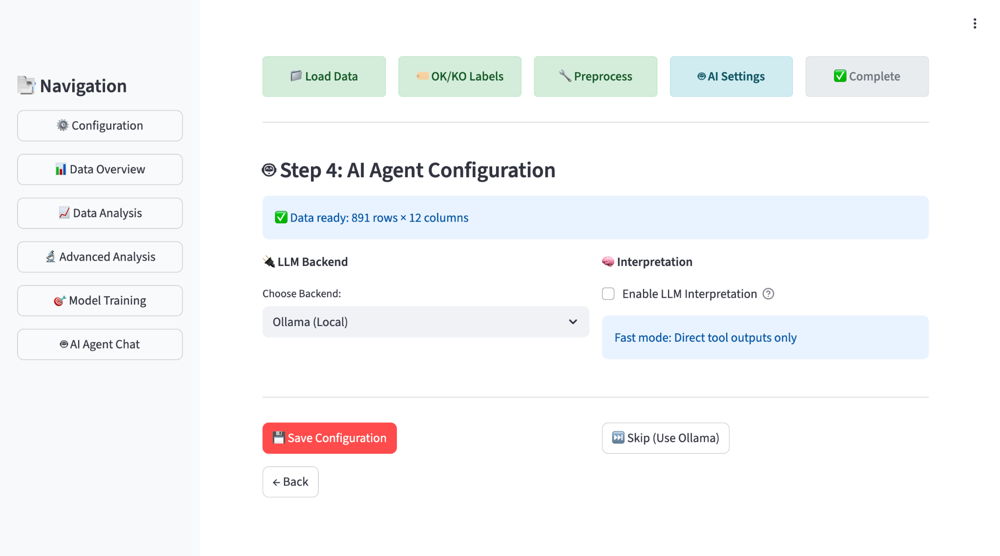 Navigation
Configuration
Data Overview
Data Analysis
Advanced Analysis
Model Training
AI Agent Chat
Load Data
OK/KO Labels
Preprocess
AI Settings
Complete
Step 4: AI Agent Configuration
Data ready: 891 rows × 12 columns
LLM Backend
Choose Backend:
Ollama (Local)
Interpretation
Enable LLM Interpretation
Fast mode: Direct tool outputs only
Save Configuration
Skip (Use Ollama)
← Back